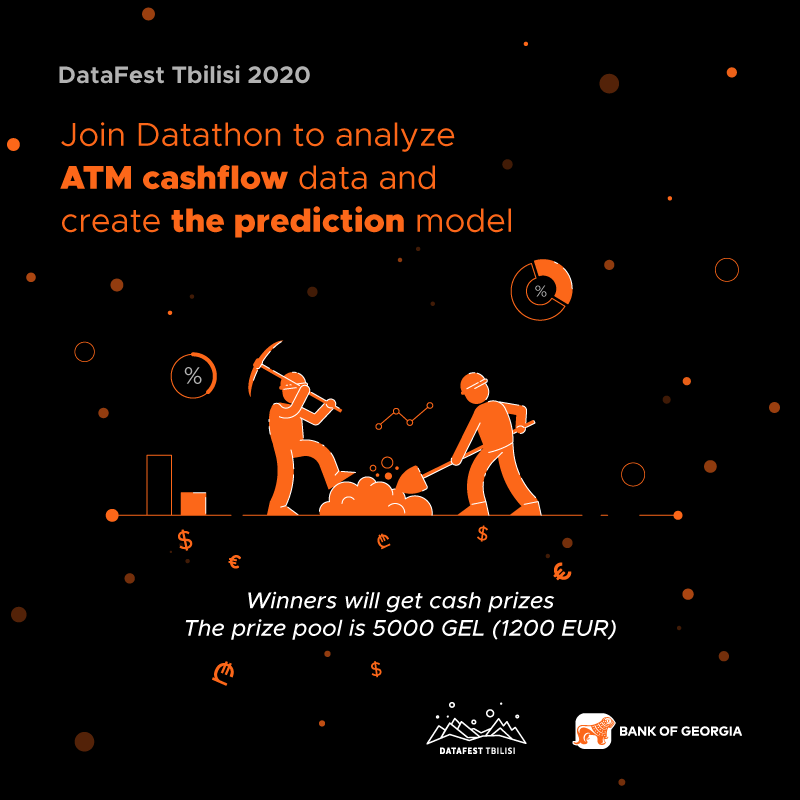 DataFest Tbilisi 2020
Join Datathon to analyze
ATM cashflow data and
create the prediction model
%
%
$
€
₾
$
€
Winners will get cash prizes
The prize pool is 5000 GEL (1200 EUR)
₾
$
DATAFEST TBILISI
BANK OF GEORGIA